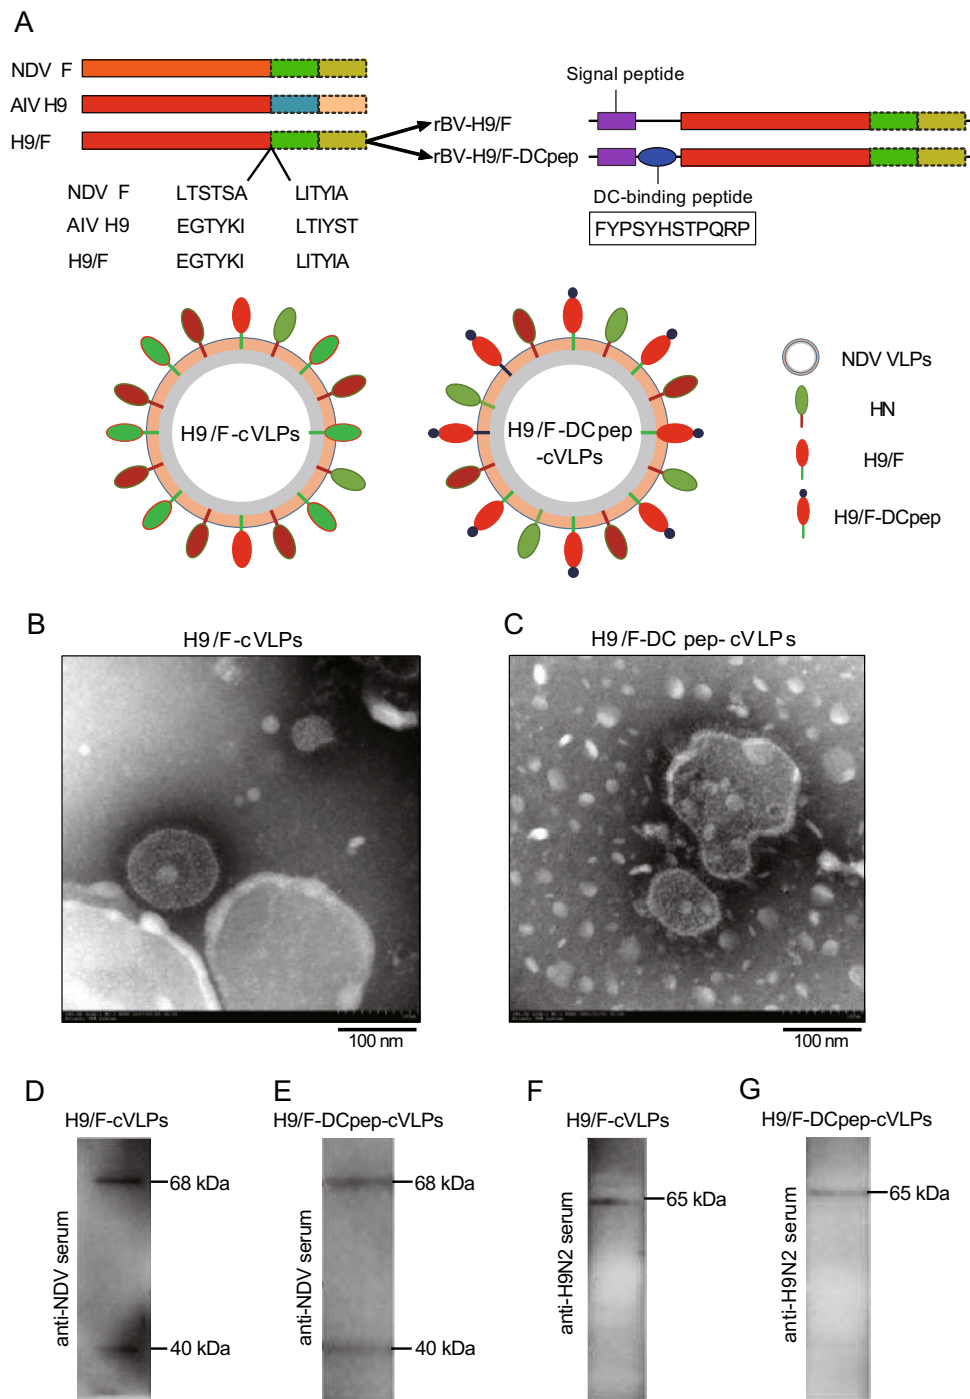 A
NDV F
AIV H9
H9/F
rBV-H9/F
rBV-H9/F-DCpep
Signal peptide
DC-binding peptide
FYPSYHSTPQRP
NDV F LTSTSA LITYIA
AIV H9 EGTYKI LTIYST
H9/F EGTYKI LITYIA
H9/F-cVLPs
H9/F-DCpep
-cVLPs
NDV VLPs
HN
H9/F
H9/F-DCpep
B
H9/F-cVLPs
100 nm
C
H9/F-DC pep-cVLPs
100 nm
D
H9/F-cVLPs
anti-NDV serum
68 kDa
40 kDa
E
H9/F-DCpep-cVLPs
anti-NDV serum
68 kDa
40 kDa
F
H9/F-cVLPs
anti-H9N2 serum
65 kDa
G
H9/F-DCpep-cVLPs
anti-H9N2 serum
65 kDa